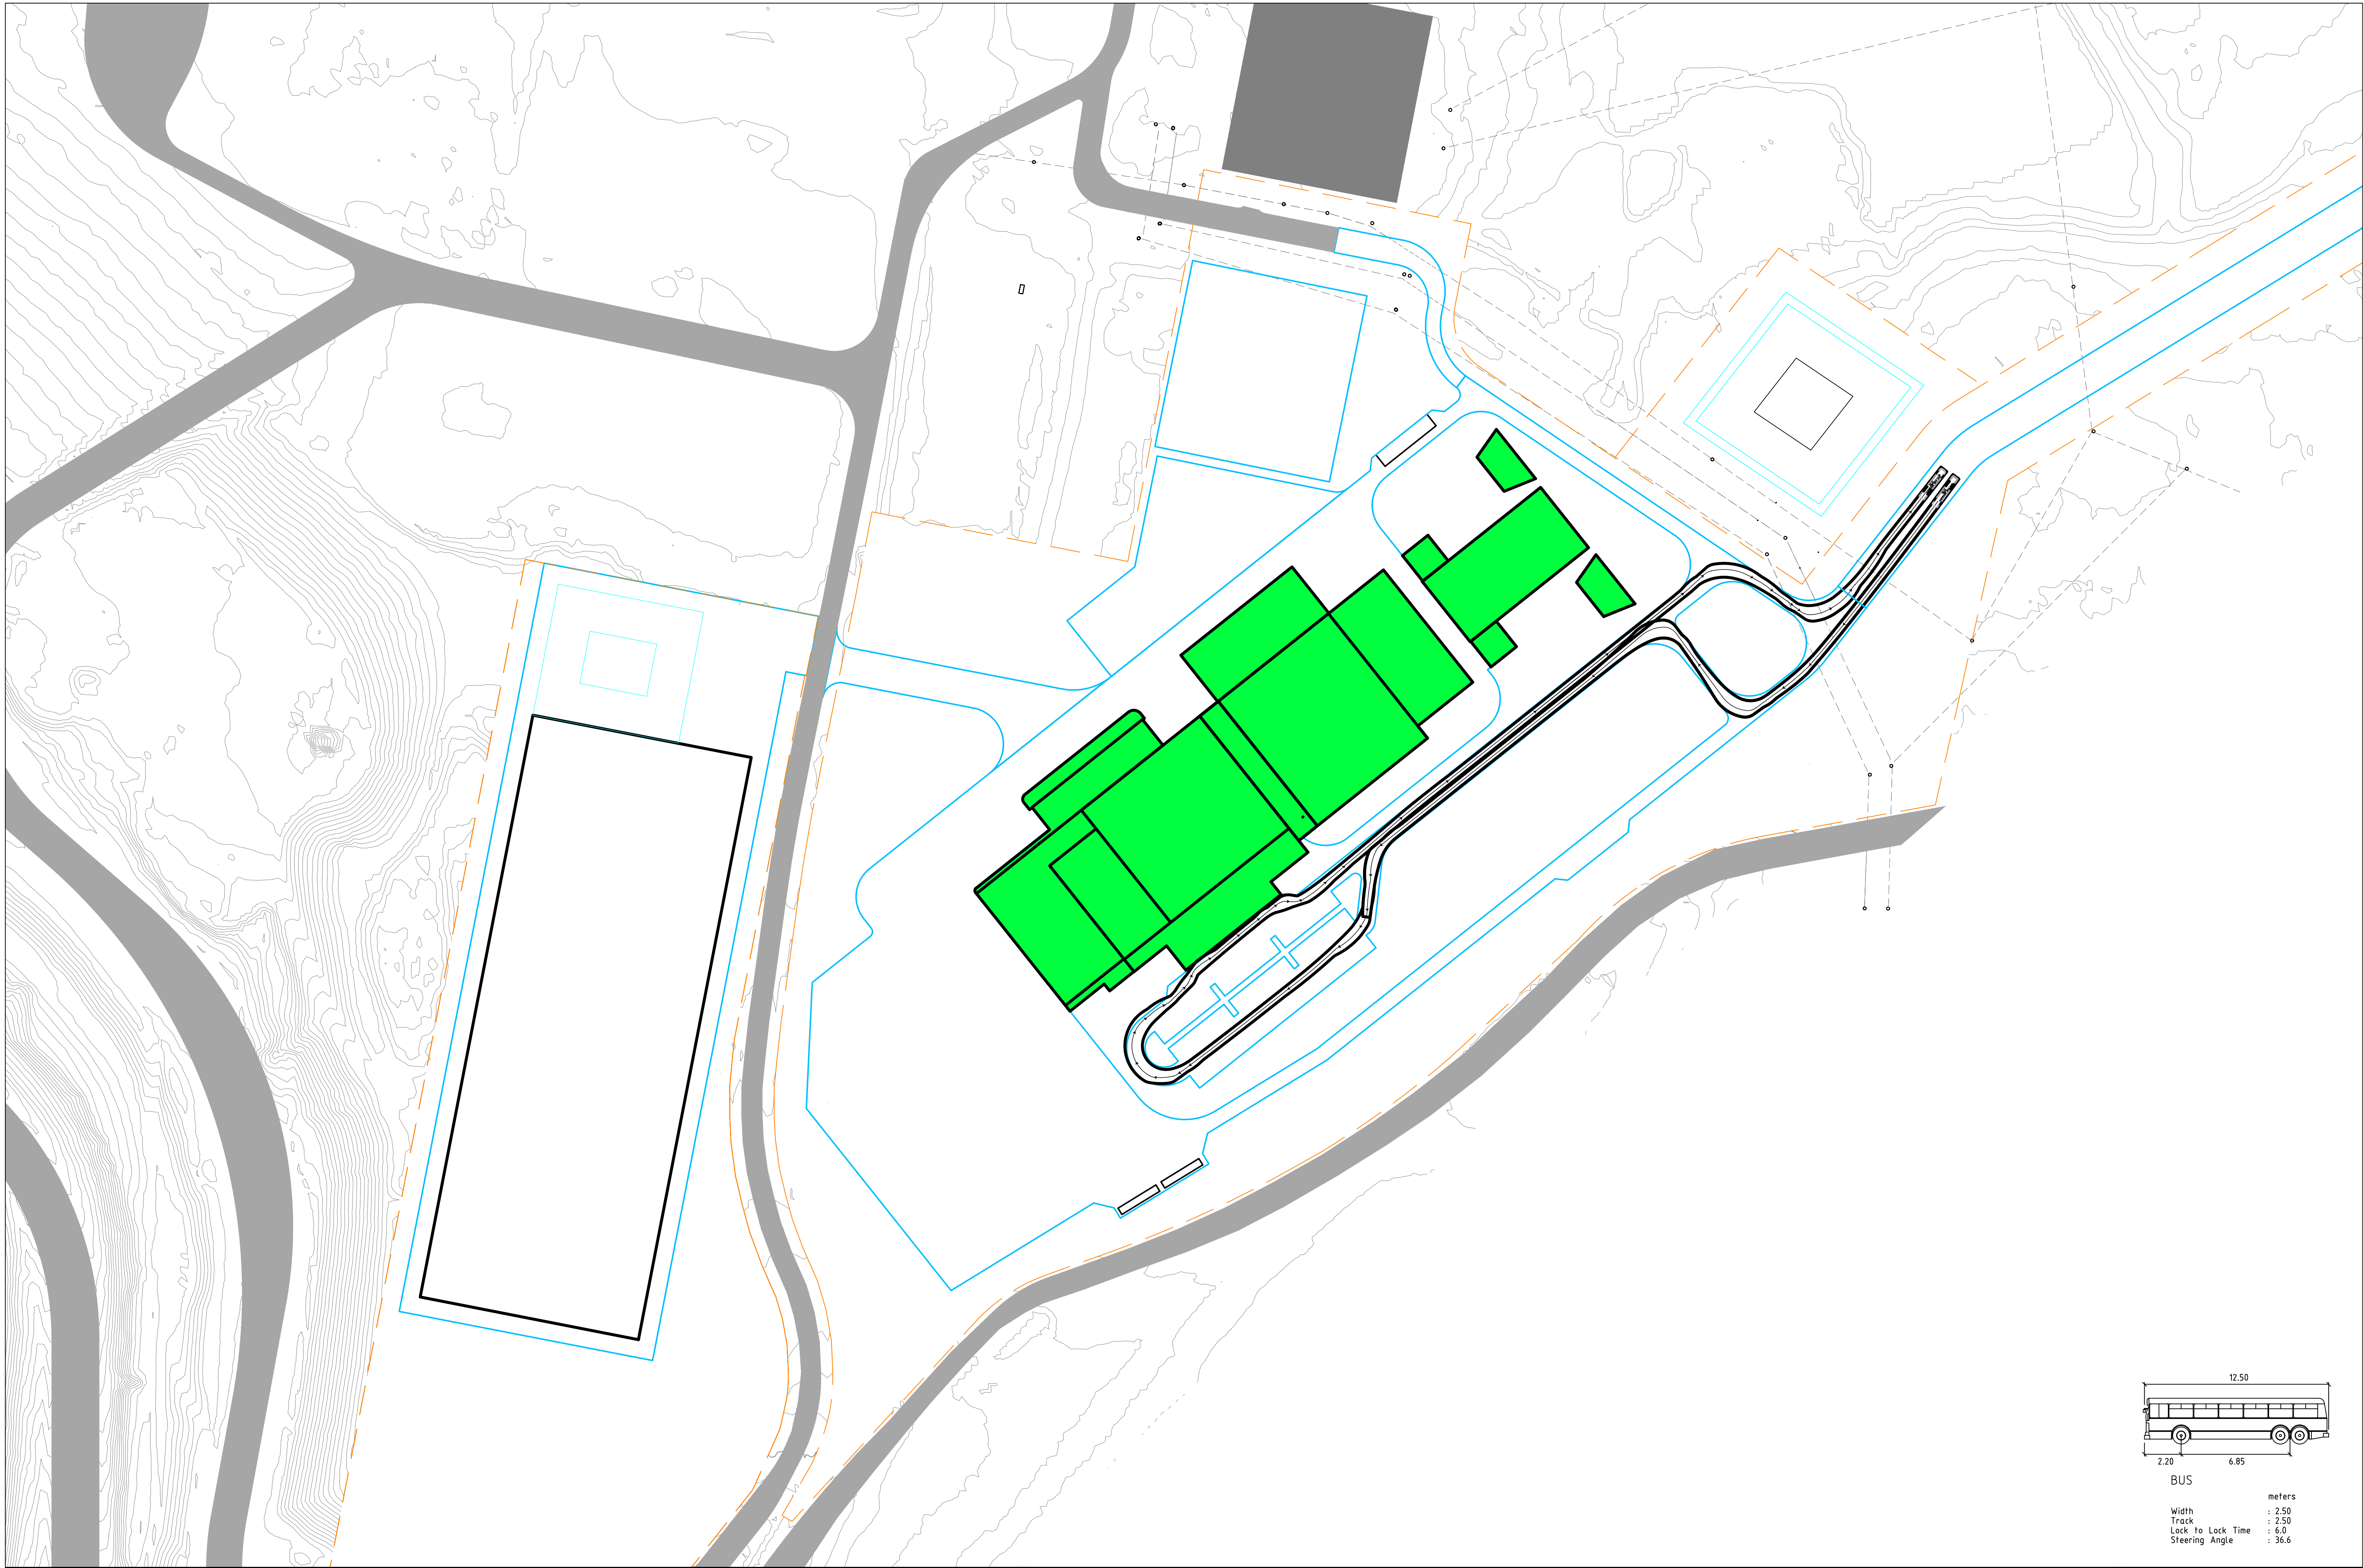 12.50
2.20 6.85
BUS
meters
Width : 2.50
Track : 2.50
Lock to Lock Time : 6.0
Steering Angle : 36.6